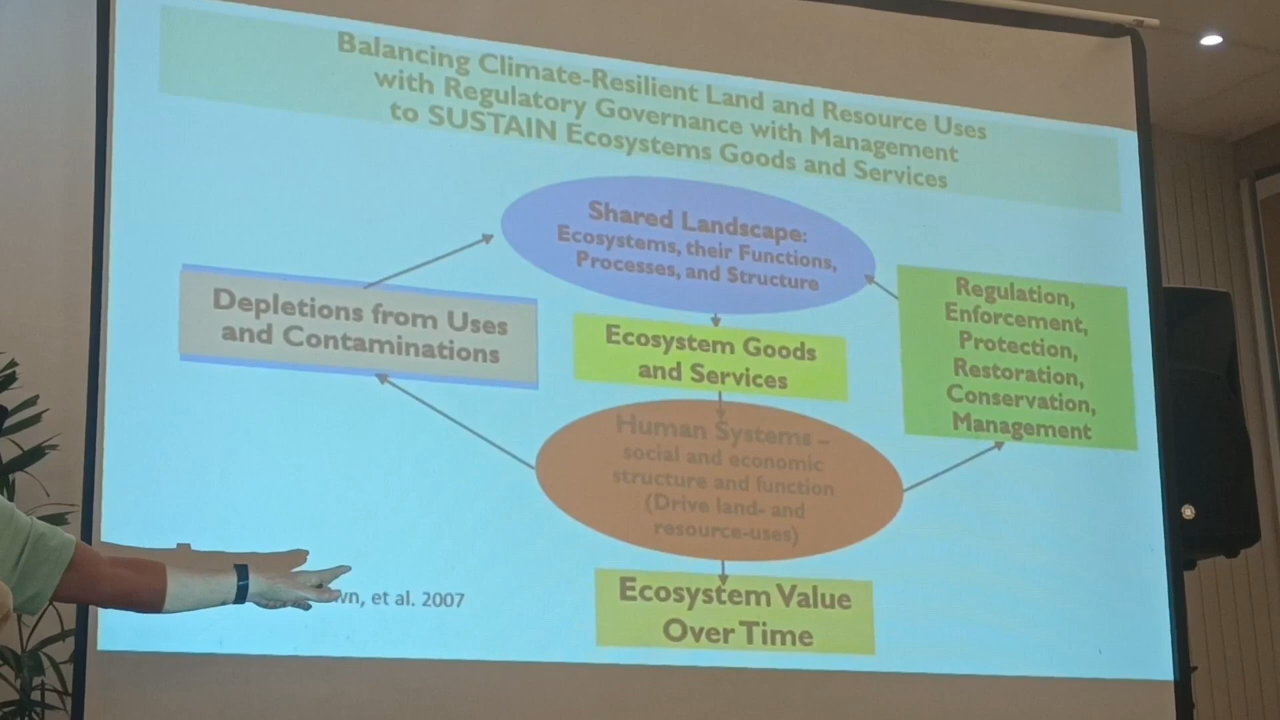 Balancing Climate-Resilient Land and Resource Uses
with Regulatory Governance with Management
to SUSTAIN Ecosystems Goods and Services
Shared Landscape:
Ecosystems, their Functions,
Processes, and Structure
Depletions from Uses
and Contaminations
Ecosystem Goods
and Services
Regulation,
Enforcement,
Protection,
Restoration,
Conservation,
Management
Human Systems –
social and economic
structure and function
(Drive land- and
resource-uses)
Ecosystem Value
Over Time
et al. 2007